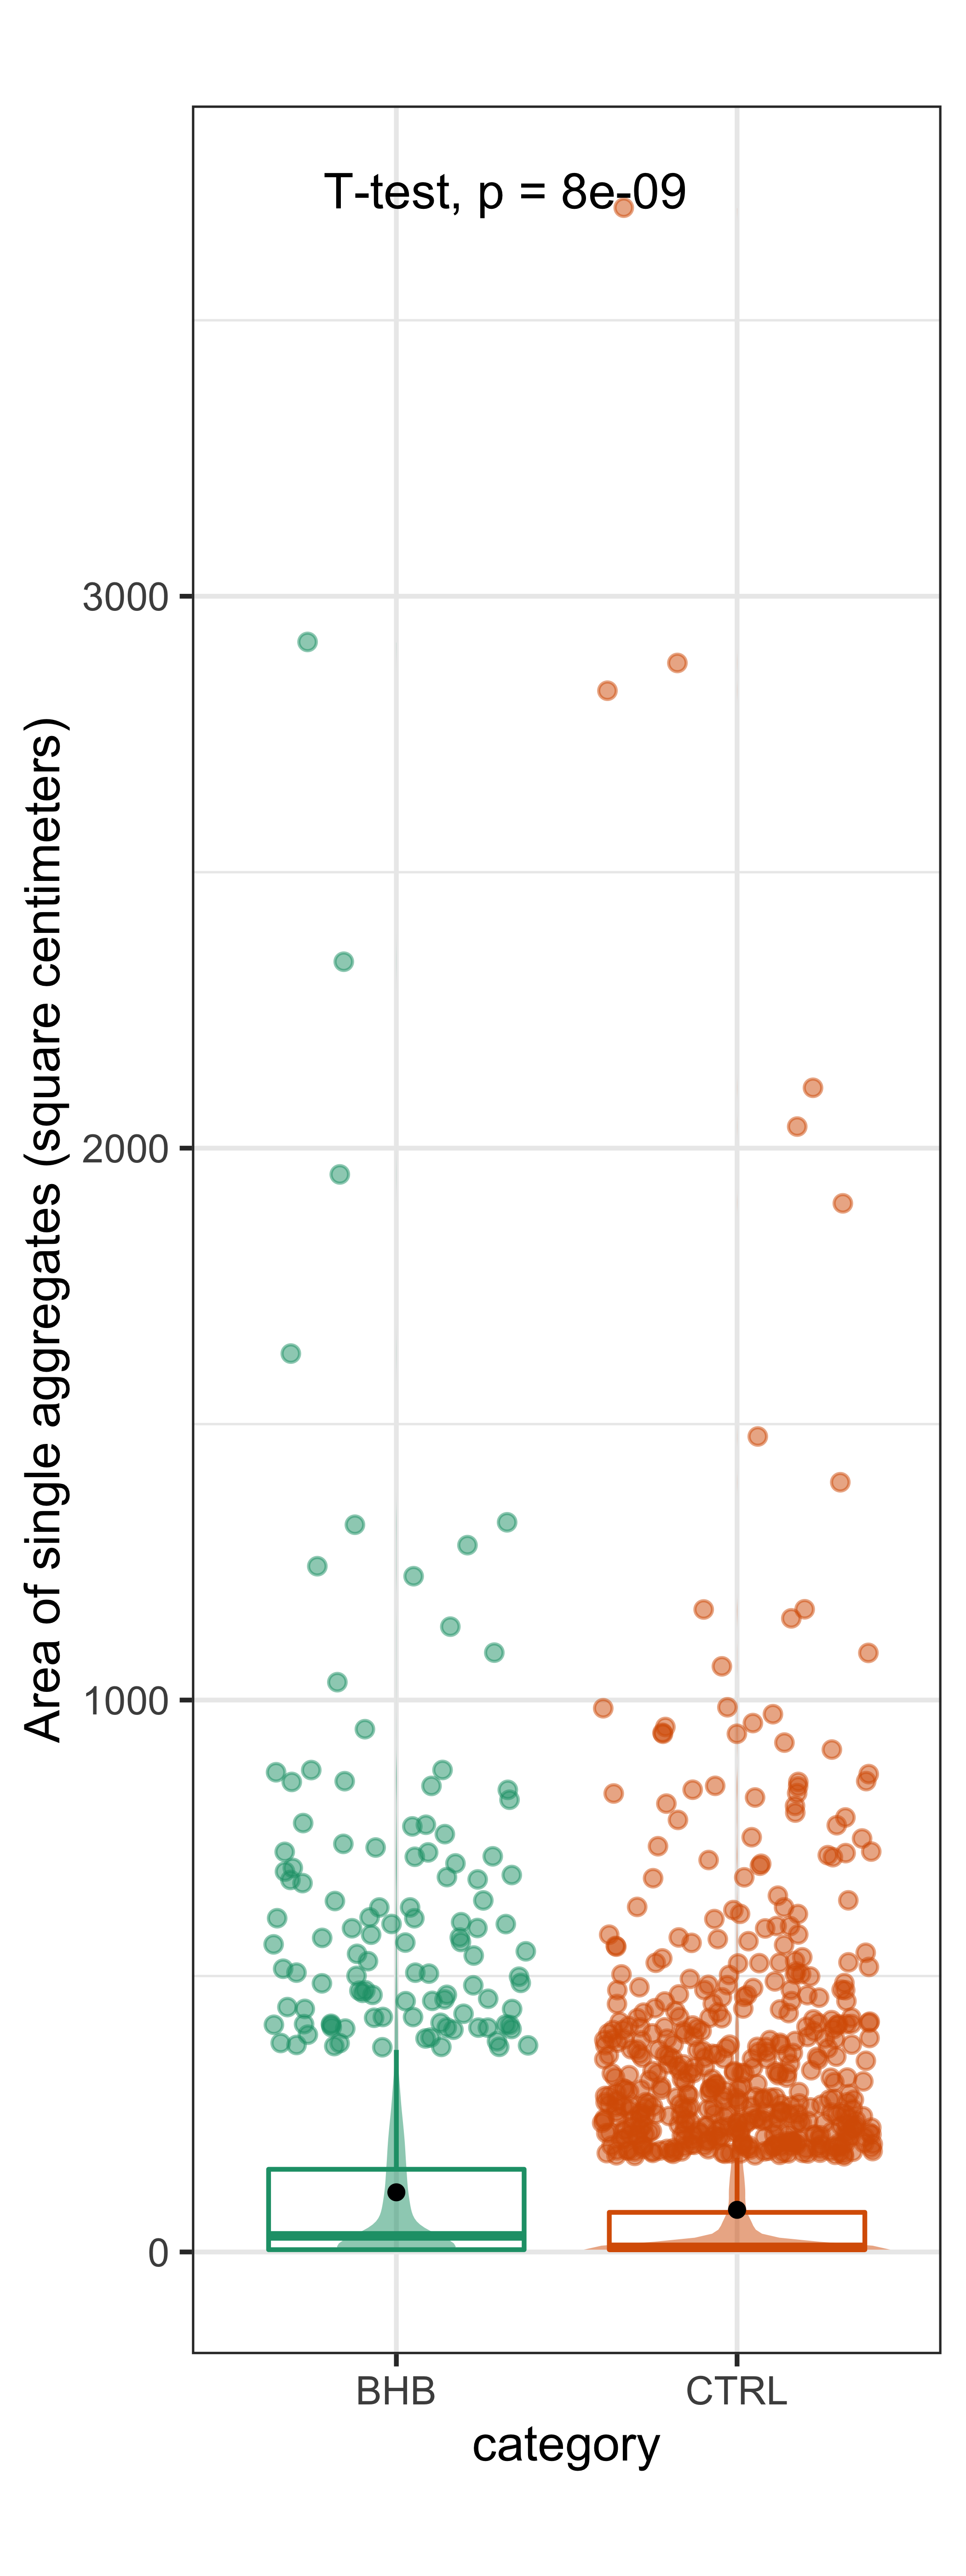 T-test, p = 8e-09
Area of single aggregates (square centimeters)
3000
2000
1000
0
BHB
CTRL
category